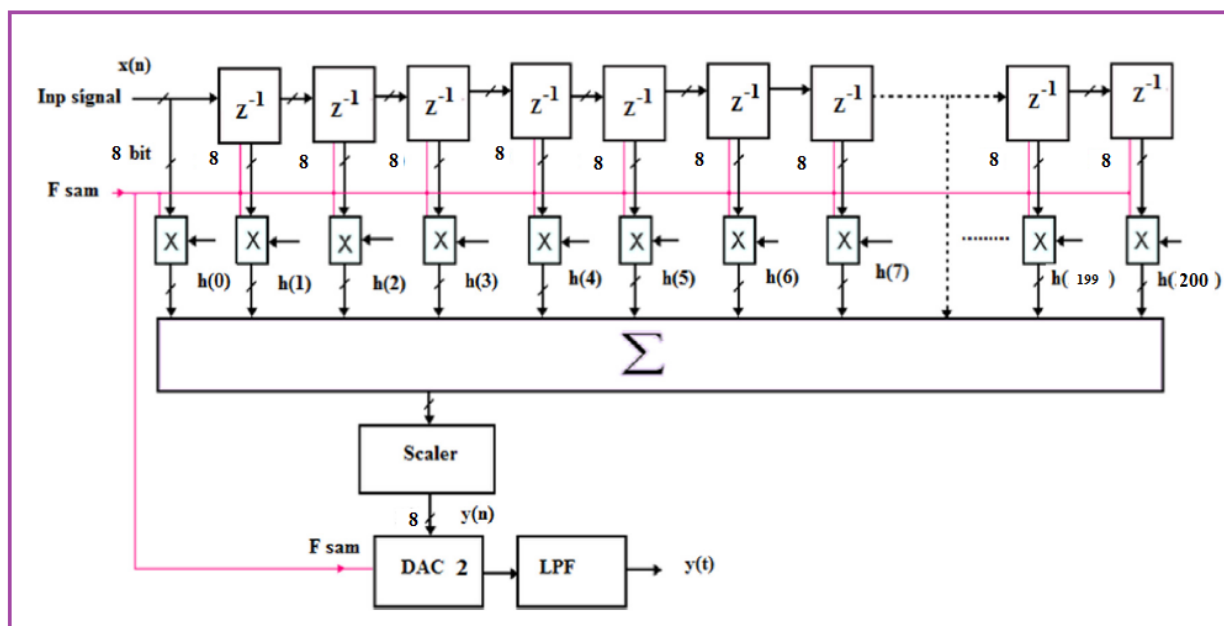 x(n)
Inp signal
z-1 z-1 z-1 z-1 z-1 z-1 z-1 z-1 z-1
8 bit 8 8 8 8 8 8 8 8 8
F sam
X X X X X X X X X X
h(0) h(1) h(2) h(3) h(4) h(5) h(6) h(7) h( 199 ) h(200 )
Σ
Scaler
8 y(n)
F sam
DAC 2 LPF y(t)